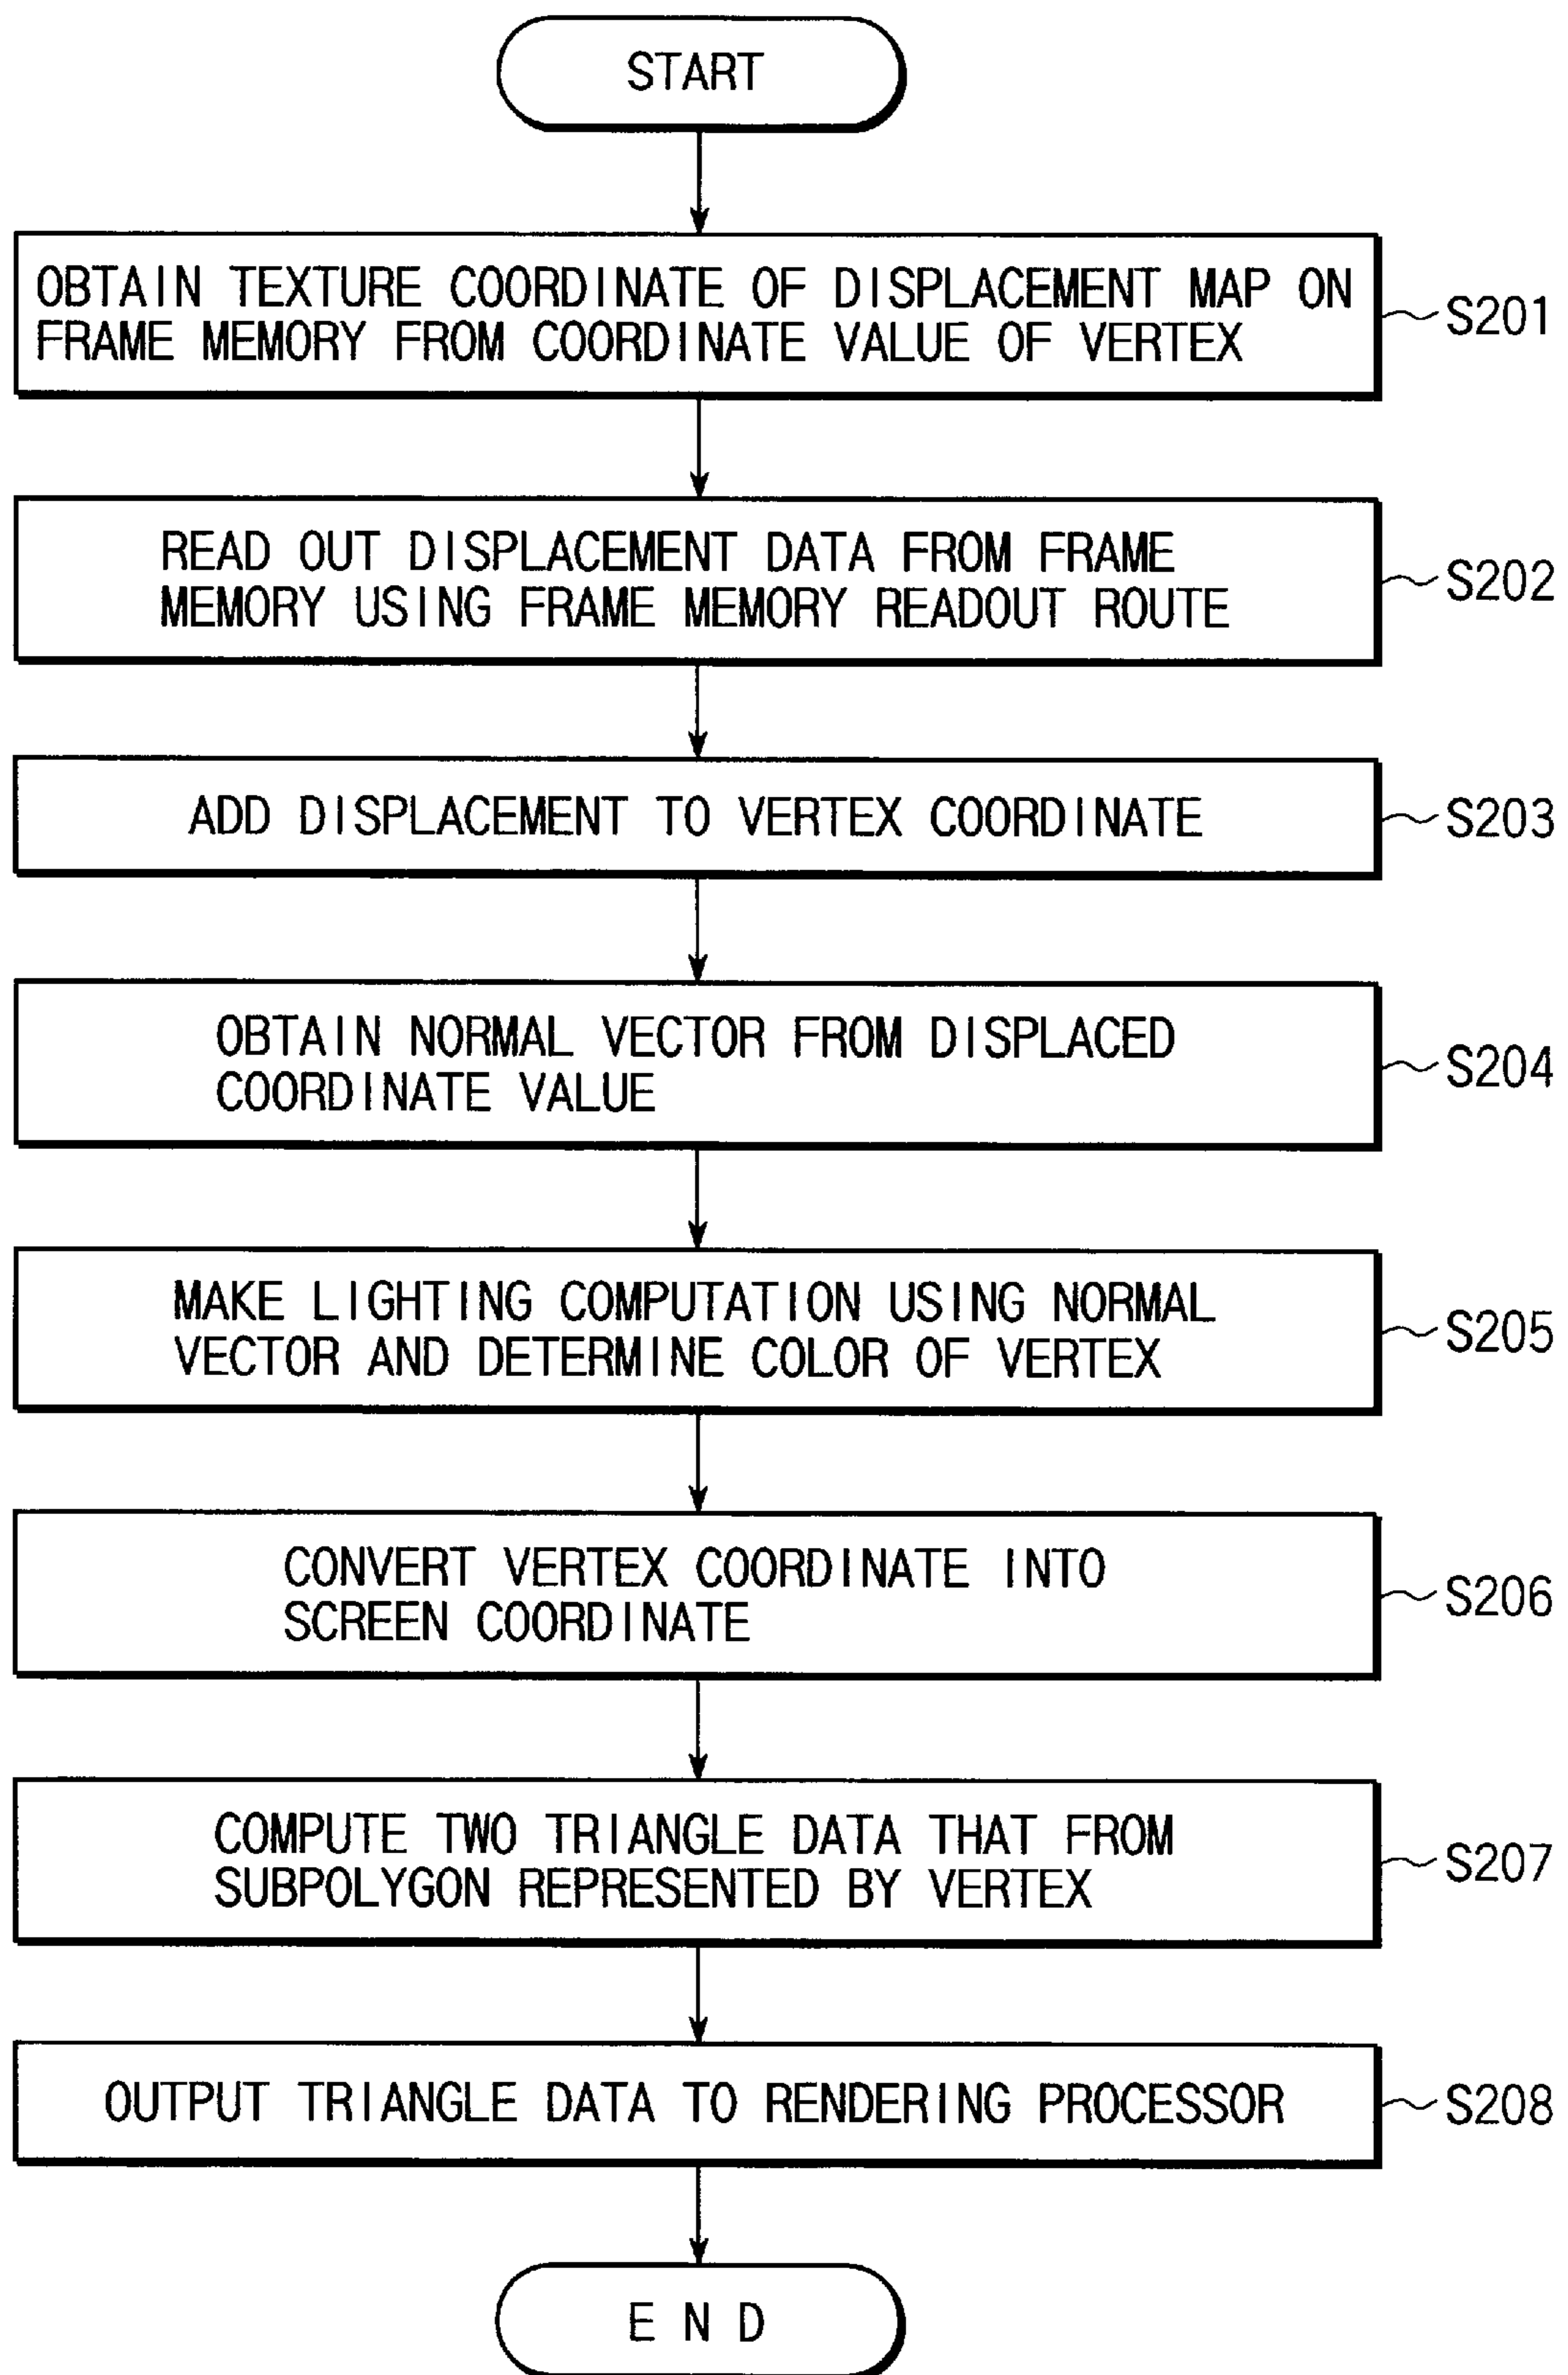 START
OBTAIN TEXTURE COORDINATE OF DISPLACEMENT MAP ON
FRAME MEMORY FROM COORDINATE VALUE OF VERTEX
S201
READ OUT DISPLACEMENT DATA FROM FRAME
MEMORY USING FRAME MEMORY READOUT ROUTE
S202
ADD DISPLACEMENT TO VERTEX COORDINATE
S203
OBTAIN NORMAL VECTOR FROM DISPLACED
COORDINATE VALUE
S204
MAKE LIGHTING COMPUTATION USING NORMAL
VECTOR AND DETERMINE COLOR OF VERTEX
S205
CONVERT VERTEX COORDINATE INTO
SCREEN COORDINATE
S206
COMPUTE TWO TRIANGLE DATA THAT FROM
SUBPOLYGON REPRESENTED BY VERTEX
S207
OUTPUT TRIANGLE DATA TO RENDERING PROCESSOR
S208
END